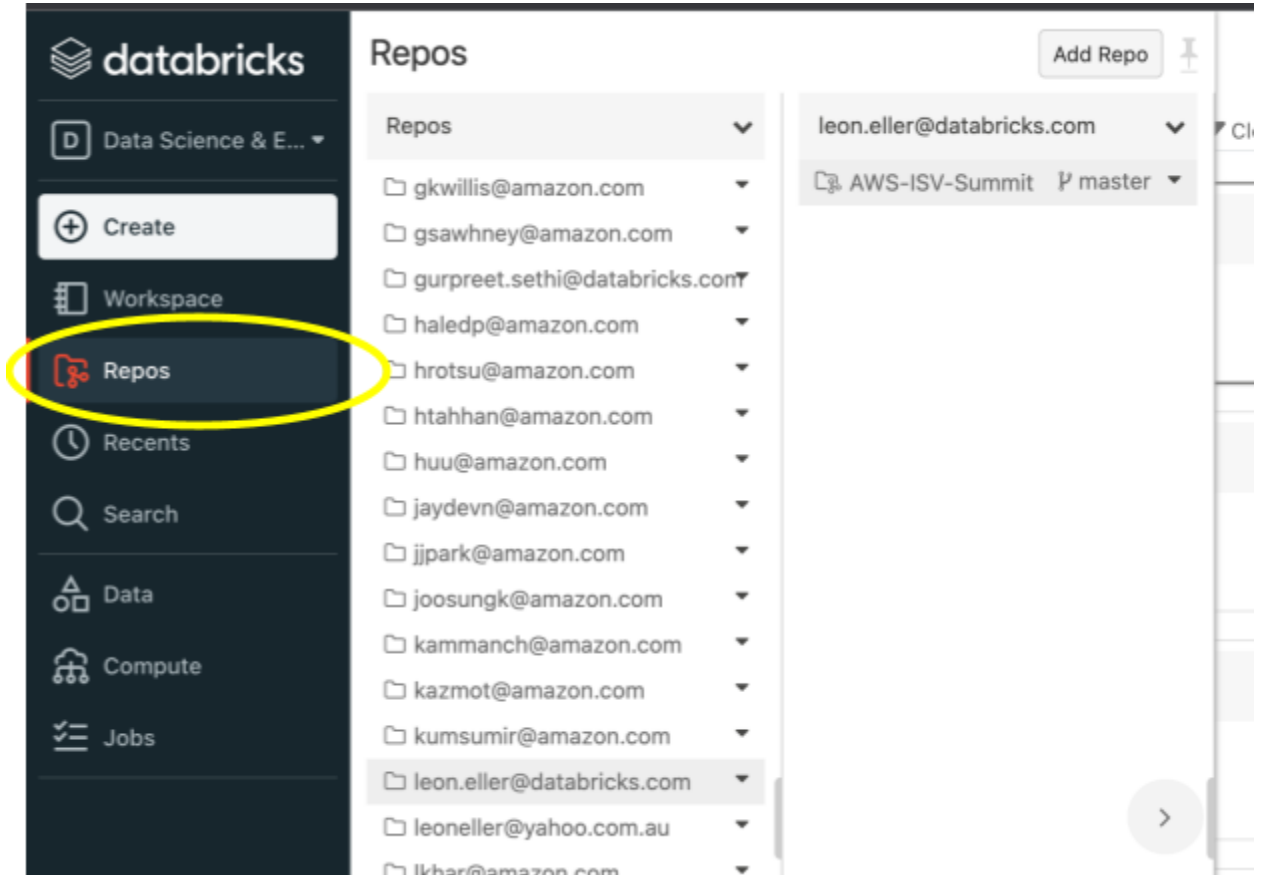 databricks
D Data Science & E...
Create
Workspace
Repos
Recents
Search
Data
Compute
Jobs
Repos
Add Repo
Repos
gkwillis@amazon.com
gsawhney@amazon.com
gurpreet.sethi@databricks.com
haledp@amazon.com
hrotsu@amazon.com
htahhan@amazon.com
huu@amazon.com
jaydevn@amazon.com
jjpark@amazon.com
joosungk@amazon.com
kammanch@amazon.com
kazmot@amazon.com
kumsumir@amazon.com
leon.eller@databricks.com
leoneller@yahoo.com.au
leon.eller@databricks.com
AWS-ISV-Summit master